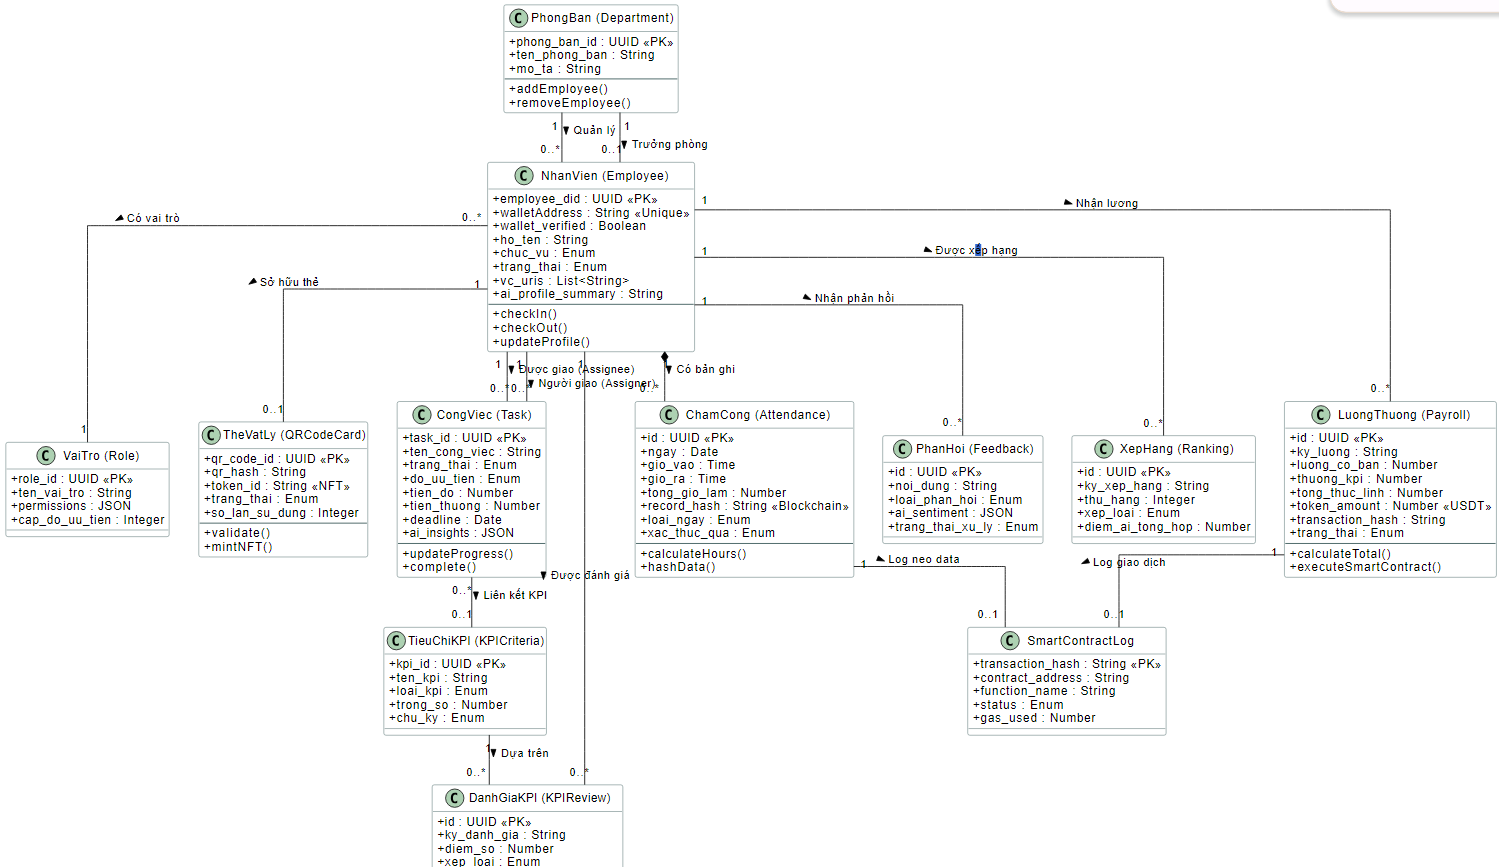 C PhongBan (Department)
+phong_ban_id : UUID «PK»
+ten_phong_ban : String
+mo_ta : String
+addEmployee()
+removeEmployee()
1
Quản lý
0..*
1
Trưởng phòng
0..1
C NhanVien (Employee)
+employee_did : UUID «PK»
+walletAddress : String «Unique»
+wallet_verified : Boolean
+ho_ten : String
+chuc_vu : Enum
+trang_thai : Enum
+vc_uris : List<String>
+ai_profile_summary : String
+checkIn()
+checkOut()
+updateProfile()
Có vai trò
0..*
1
Sở hữu thẻ
1
0..1
1
Nhận lương
0..*
1
Được xếp hạng
0..*
1
Nhận phản hồi
0..*
1
Được giao (Assignee)
0..*
1
Người giao (Assigner)
0..*
1
Có bản ghi
0..*
C VaiTro (Role)
+role_id : UUID «PK»
+ten_vai_tro : String
+permissions : JSON
+cap_do_uu_tien : Integer
C TheVatLy (QRCodeCard)
+qr_code_id : UUID «PK»
+qr_hash : String
+token_id : String «NFT»
+trang_thai : Enum
+so_lan_su_dung : Integer
+validate()
+mintNFT()
C CongViec (Task)
+task_id : UUID «PK»
+ten_cong_viec : String
+trang_thai : Enum
+do_uu_tien : Enum
+tien_do : Number
+tien_thuong : Number
+deadline : Date
+ai_insights : JSON
+updateProgress()
+complete()
C ChamCong (Attendance)
+id : UUID «PK»
+ngay : Date
+gio_vao : Time
+gio_ra : Time
+tong_gio_lam : Number
+record_hash : String «Blockchain»
+loai_ngay : Enum
+xac_thuc_qua : Enum
+calculateHours()
+hashData()
C PhanHoi (Feedback)
+id : UUID «PK»
+noi_dung : String
+loai_phan_hoi : Enum
+ai_sentiment : JSON
+trang_thai_xu_ly : Enum
C XepHang (Ranking)
+id : UUID «PK»
+ky_xep_hang : String
+thu_hang : Integer
+xep_loai : Enum
+diem_ai_tong_hop : Number
C LuongThuong (Payroll)
+id : UUID «PK»
+ky_luong : String
+luong_co_ban : Number
+thuong_kpi : Number
+tong_thuc_linh : Number
+token_amount : Number «USDT»
+transaction_hash : String
+trang_thai : Enum
+calculateTotal()
+executeSmartContract()
1
Log neo data
0..1
1
Log giao dịch
0..1
0..*
Liên kết KPI
0..1
Được đánh giá
C TieuChiKPI (KPICriteria)
+kpi_id : UUID «PK»
+ten_kpi : String
+loai_kpi : Enum
+trong_so : Number
+chu_ky : Enum
C SmartContractLog
+transaction_hash : String «PK»
+contract_address : String
+function_name : String
+status : Enum
+gas_used : Number
1
Dựa trên
0..*
1
0..*
C DanhGiaKPI (KPIReview)
+id : UUID «PK»
+ky_danh_gia : String
+diem_so : Number
+xep_loai : Enum